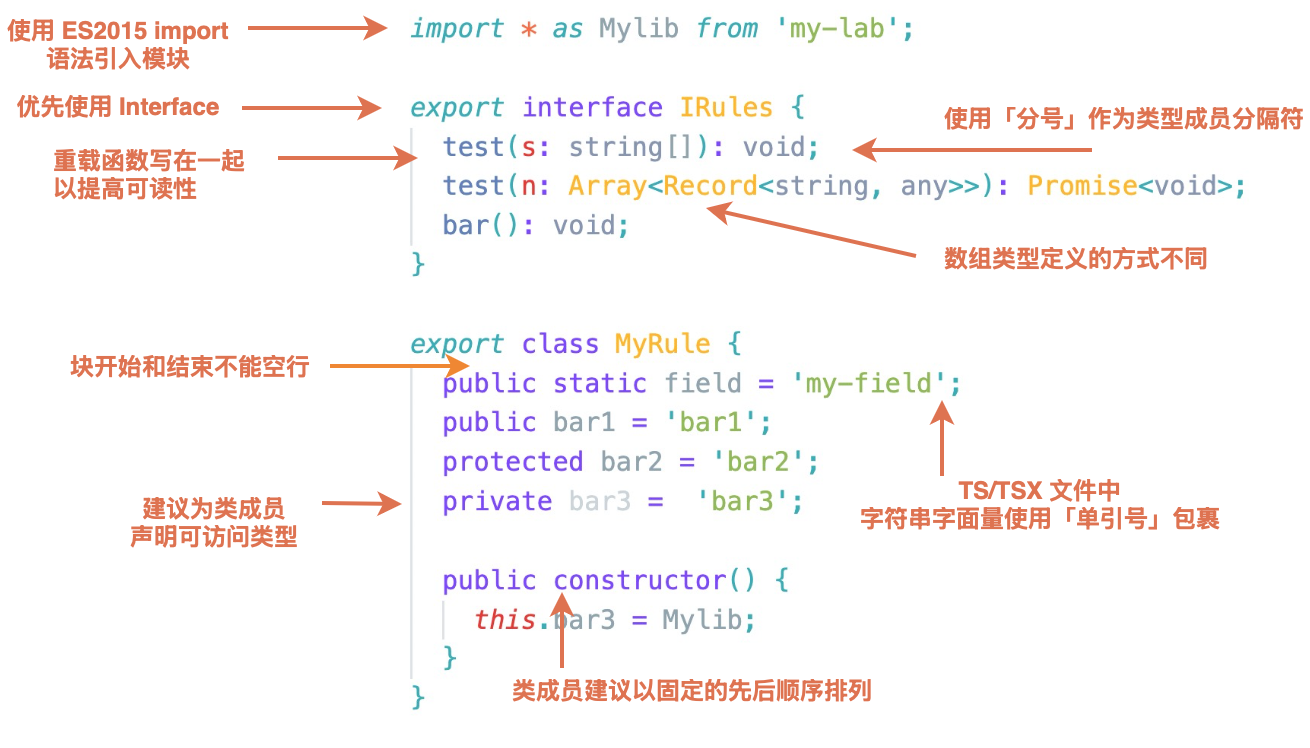 使用 ES2015 import
语法引入模块
import * as Mylib from 'my-lab';
优先使用 Interface
export interface IRules {
使用「分号」作为类型成员分隔符
重载函数写在一起
以提高可读性
test(s: string[]): void;
test(n: Array<Record<string, any>>): Promise<void>;
bar(): void;
}
数组类型定义的方式不同
export class MyRule {
块开始和结束不能空行
public static field = 'my-field';
public bar1 = 'bar1';
protected bar2 = 'bar2';
private bar3 =  'bar3';
建议为类成员
声明可访问类型
TS/TSX 文件中
字符串字面量使用「单引号」包裹
public constructor() {
this.bar3 = Mylib;
}
}
类成员建议以固定的先后顺序排列